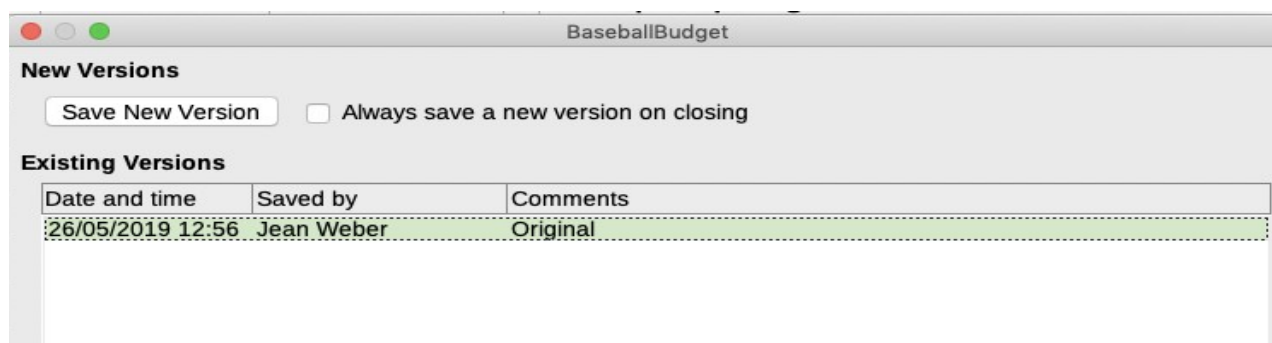 BaseballBudget
New Versions
Save New Version Always save a new version on closing
Existing Versions
Date and time Saved by Comments
26/05/2019 12:56 Jean Weber Original